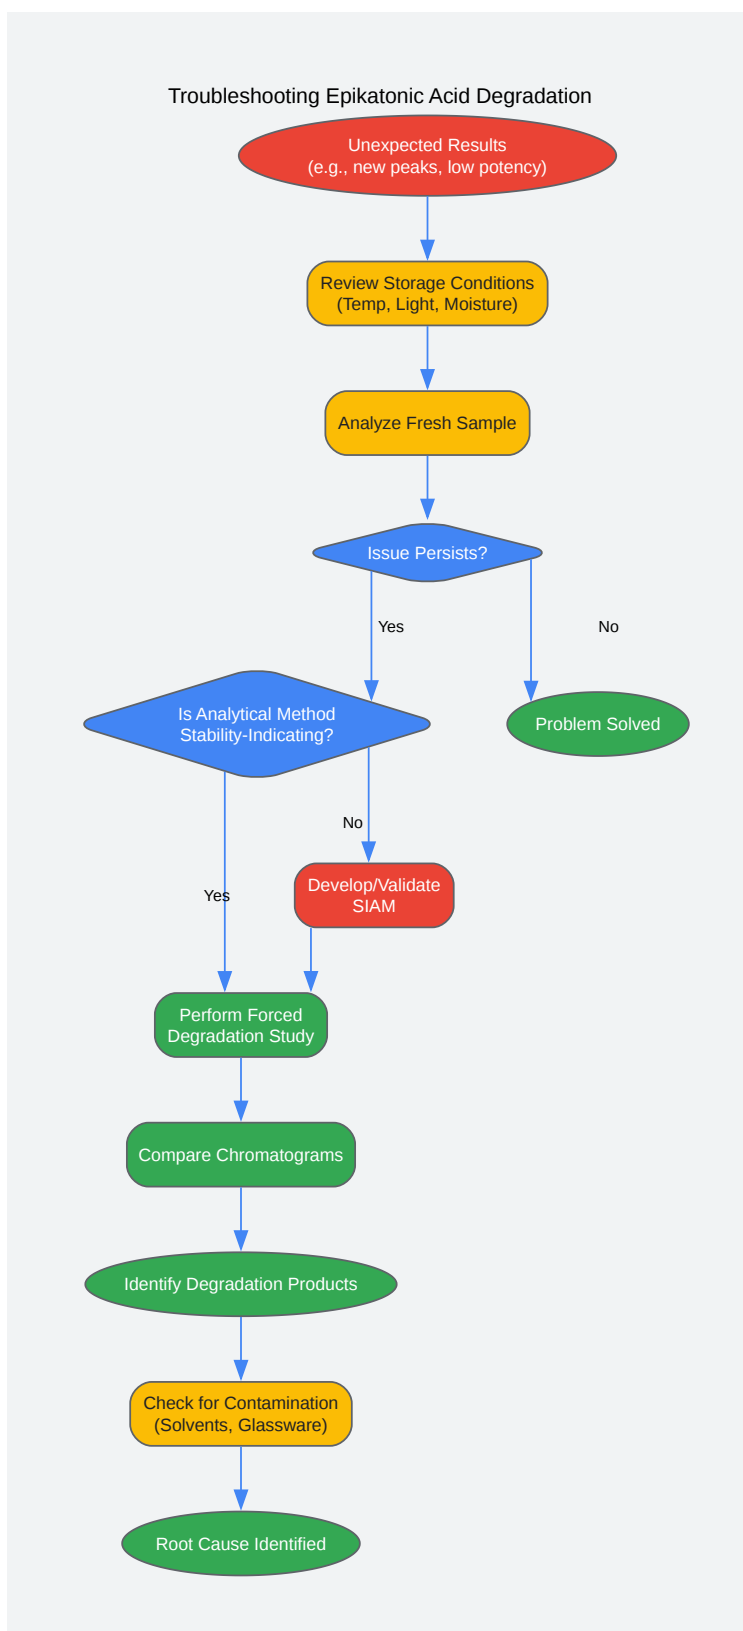 Troubleshooting Epikatonic Acid Degradation
Unexpected Results
(e.g., new peaks, low potency)
Review Storage Conditions
(Temp, Light, Moisture)
Analyze Fresh Sample
Issue Persists?
Yes
No
Is Analytical Method
Stability-Indicating?
Problem Solved
No
Develop/Validate
SIAM
Yes
Perform Forced
Degradation Study
Compare Chromatograms
Identify Degradation Products
Check for Contamination
(Solvents, Glassware)
Root Cause Identified